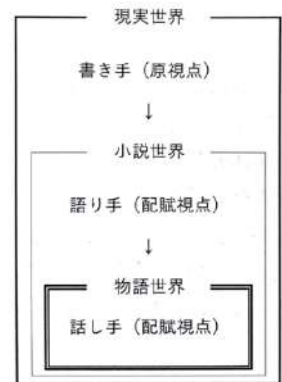 現実世界
書き手（原視点）
↓
小説世界
語り手（配賦視点）
↓
物語世界
話し手（配賦視点）